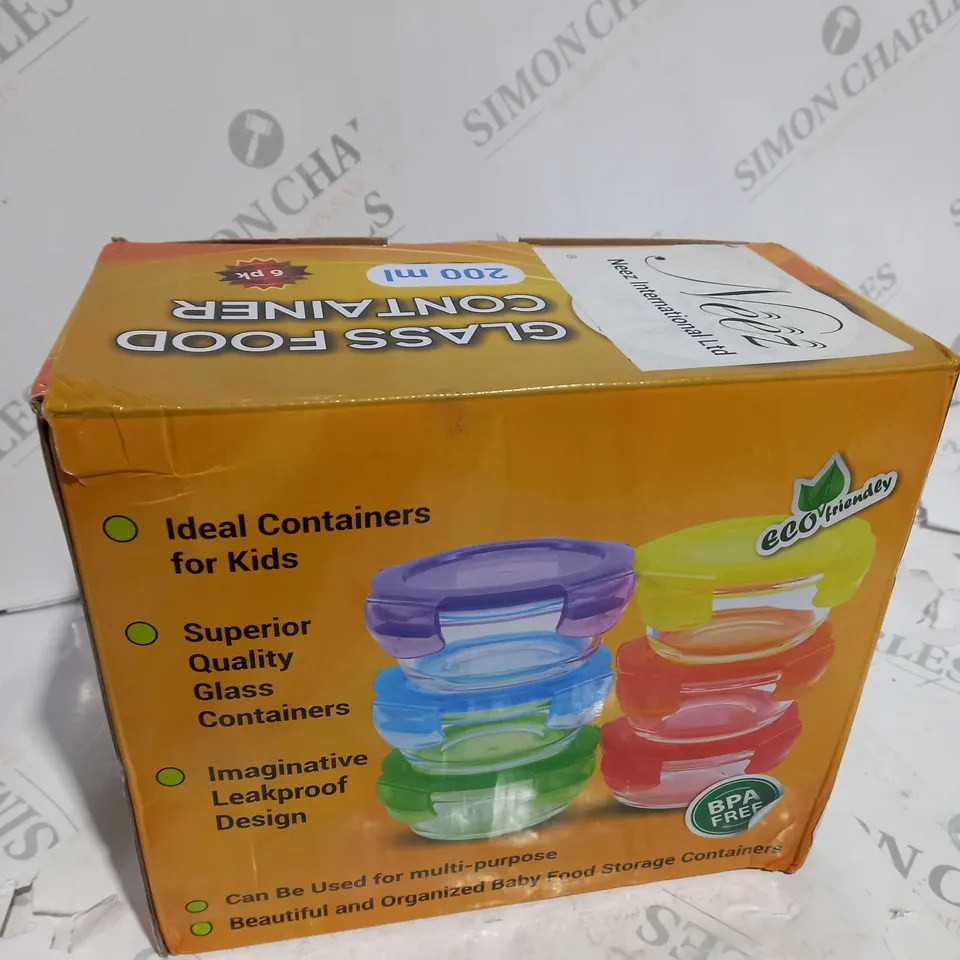 SIMON CHARLES
SIMON CHARLES
SIMON CHA
GLASS FOOD
CONTAINER
200 ml
6 pk
Neez
Neez International Ltd
ECO friendly
Ideal Containers
for Kids
Superior
Quality
Glass
Containers
Imaginative
Leakproof
Design
BPA
FREE
Can Be Used for multi-purpose
Beautiful and Organized Baby Food Storage Containers